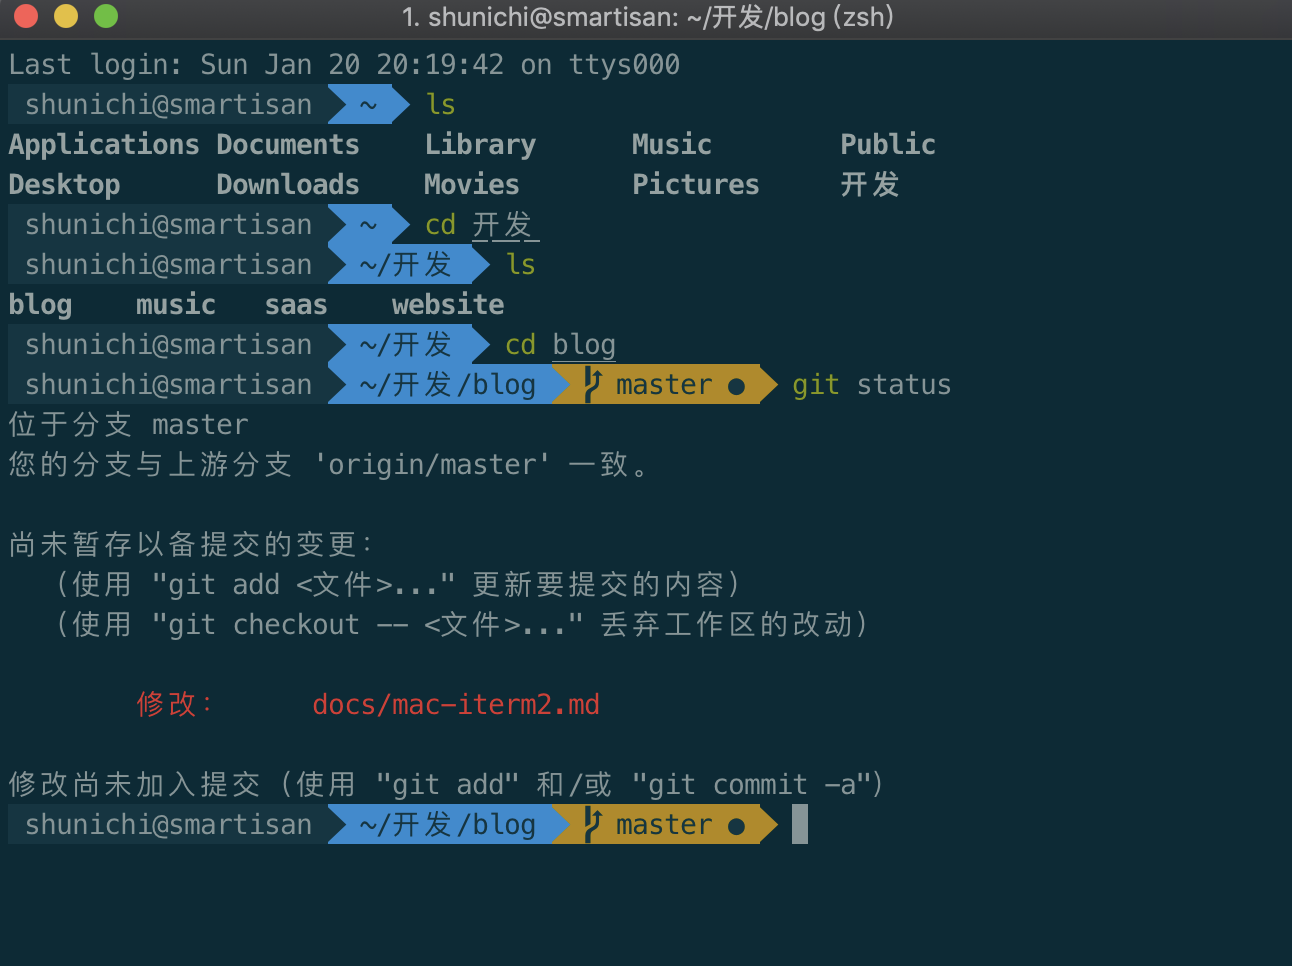 1. shunichi@smartisan: ~/开发/blog (zsh)
Last login: Sun Jan 20 20:19:42 on ttys000
shunichi@smartisan ~ ls
Applications Documents Library Music Public
Desktop Downloads Movies Pictures 开发
shunichi@smartisan ~ cd 开发
shunichi@smartisan ~/开发 ls
blog music saas website
shunichi@smartisan ~/开发 cd blog
shunichi@smartisan ~/开发/blog master ● git status
位于分支 master
您的分支与上游分支 'origin/master' 一致。
尚未暂存以备提交的变更：
（使用 "git add <文件>..." 更新要提交的内容）
（使用 "git checkout -- <文件>..." 丢弃工作区的改动）
修改： docs/mac-iterm2.md
修改尚未加入提交（使用 "git add" 和/或 "git commit -a"）
shunichi@smartisan ~/开发/blog master ●